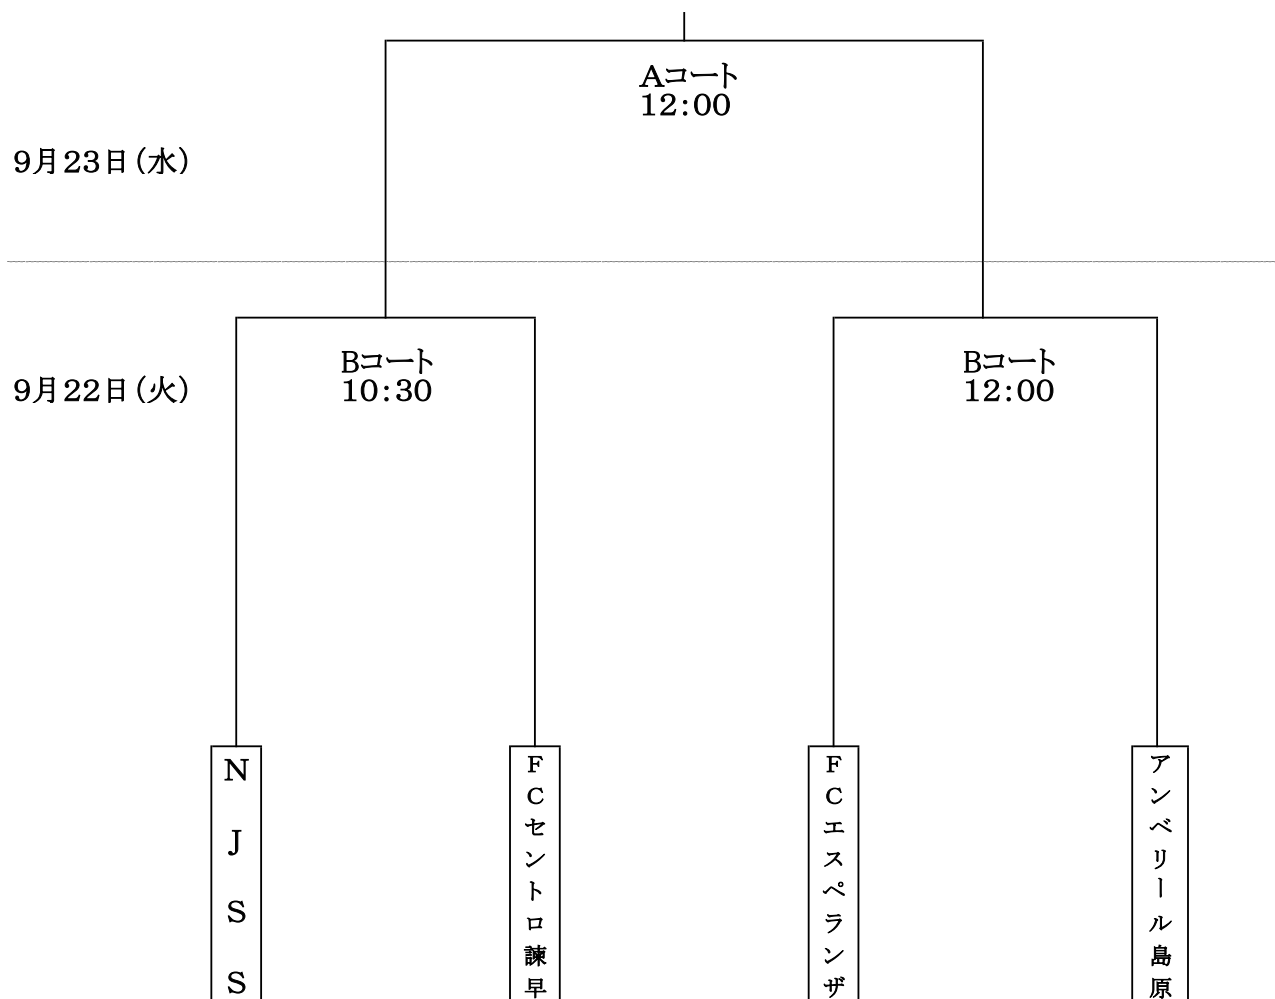 Aコート
12:00
9月23日(水)
Bコート
10:30
Bコート
12:00
9月22日(火)
NJSS
FCセントロ諫早
FCエスペランザ
アンベリール島原